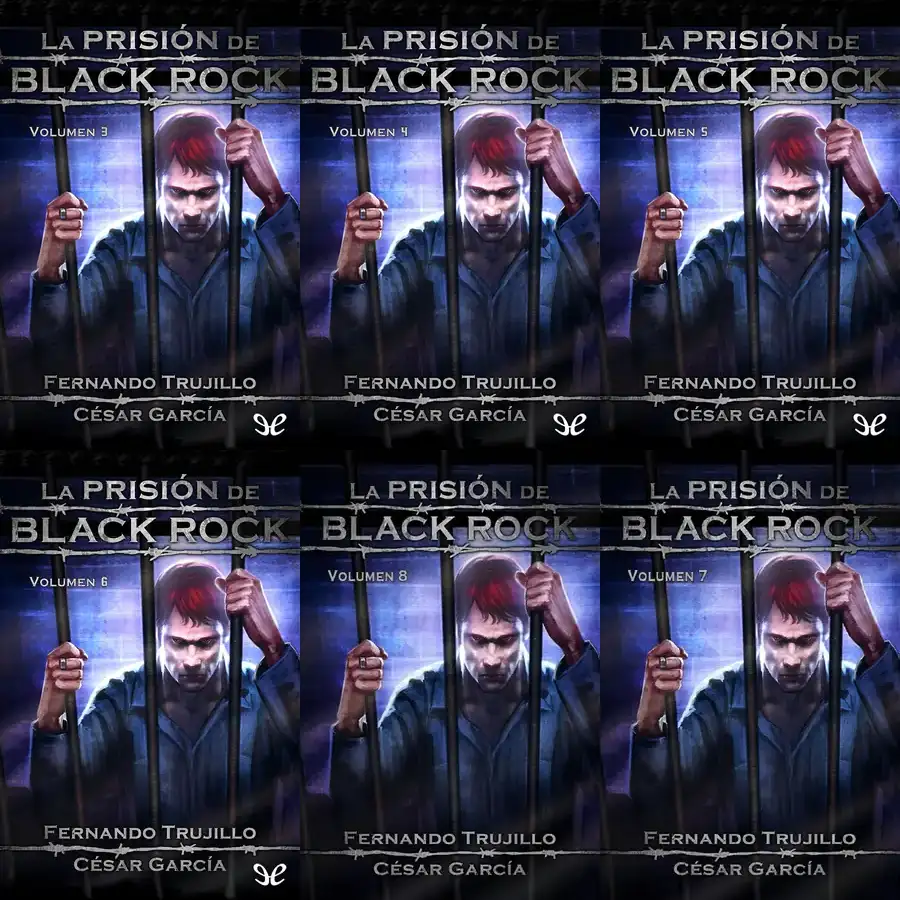 La PRISIÓN DE
BLACK ROCK
Volumen 3
Fernando Trujillo
César García
La PRISIÓN DE
BLACK ROCK
Volumen 4
Fernando Trujillo
César García
La PRISIÓN DE
BLACK ROCK
Volumen 5
Fernando Trujillo
César García
La PRISIÓN DE
BLACK ROCK
Volumen 6
Fernando Trujillo
César García
La PRISIÓN DE
BLACK ROCK
Volumen 8
Fernando Trujillo
César García
La PRISIÓN DE
BLACK ROCK
Volumen 7
Fernando Trujillo
César García